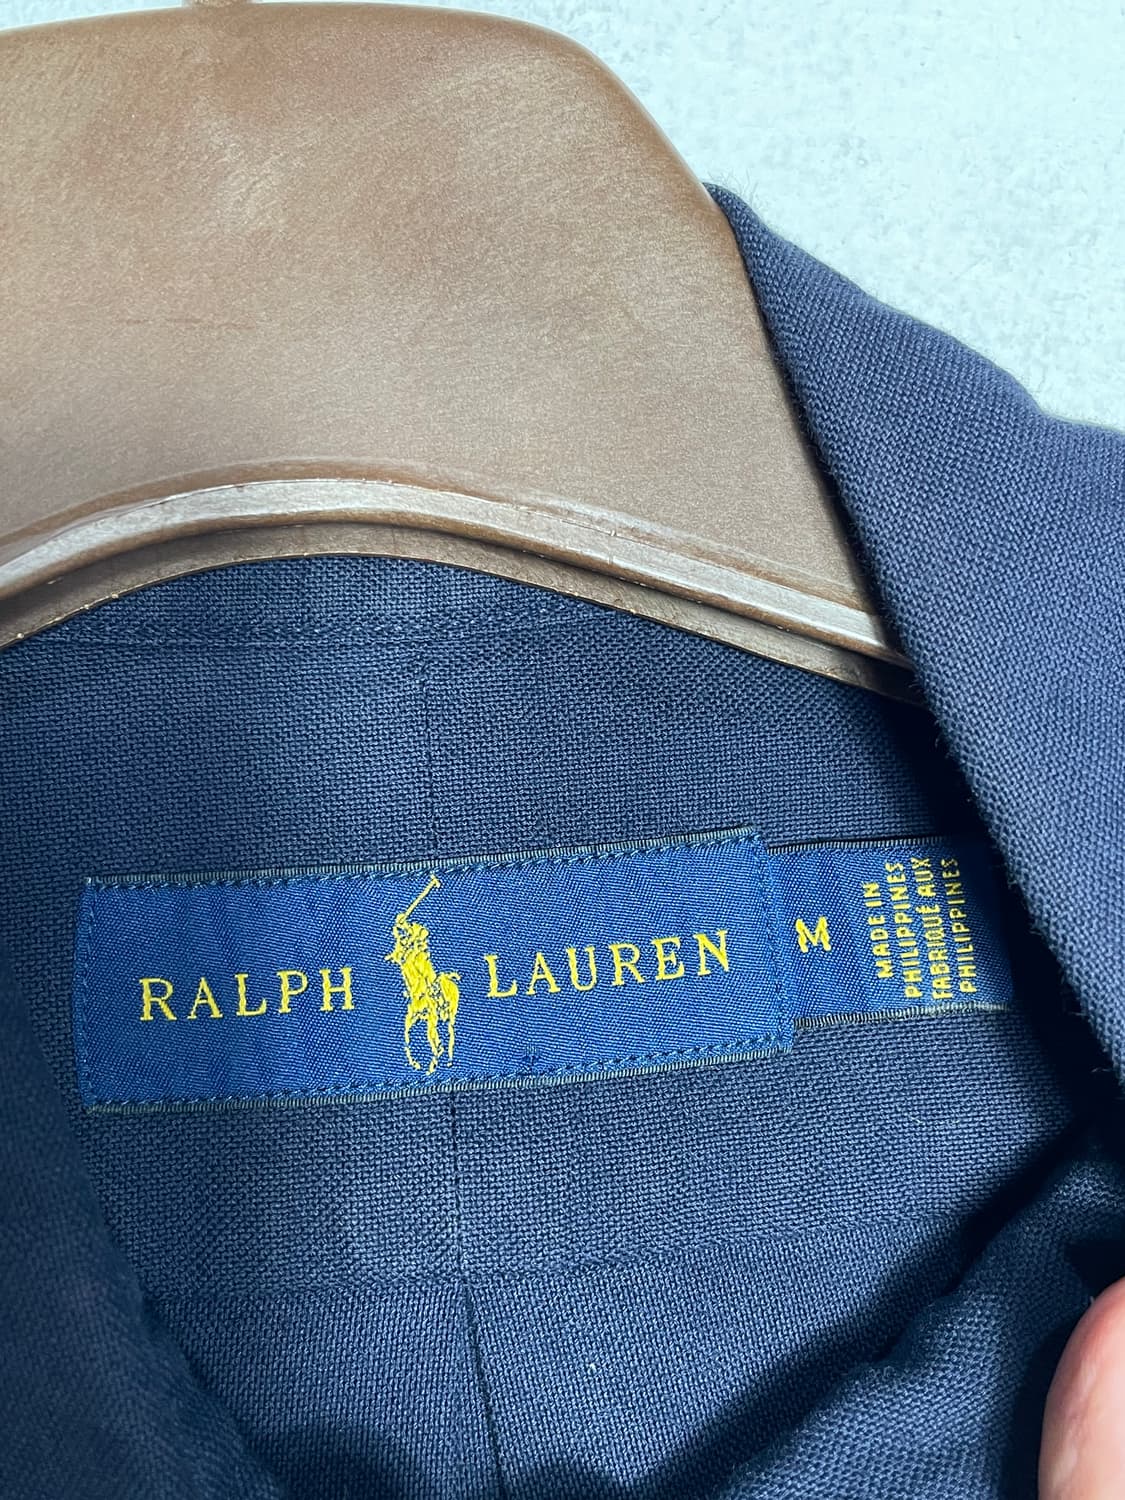 RALPH LAUREN
M
MADE IN
PHILIPPINES
FABRIQUÉ AUX
PHILIPPINES